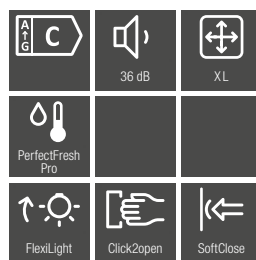 A
↑
G
C
36 dB
XL
PerfectFresh
Pro
FlexiLight
Click2open
SoftClose